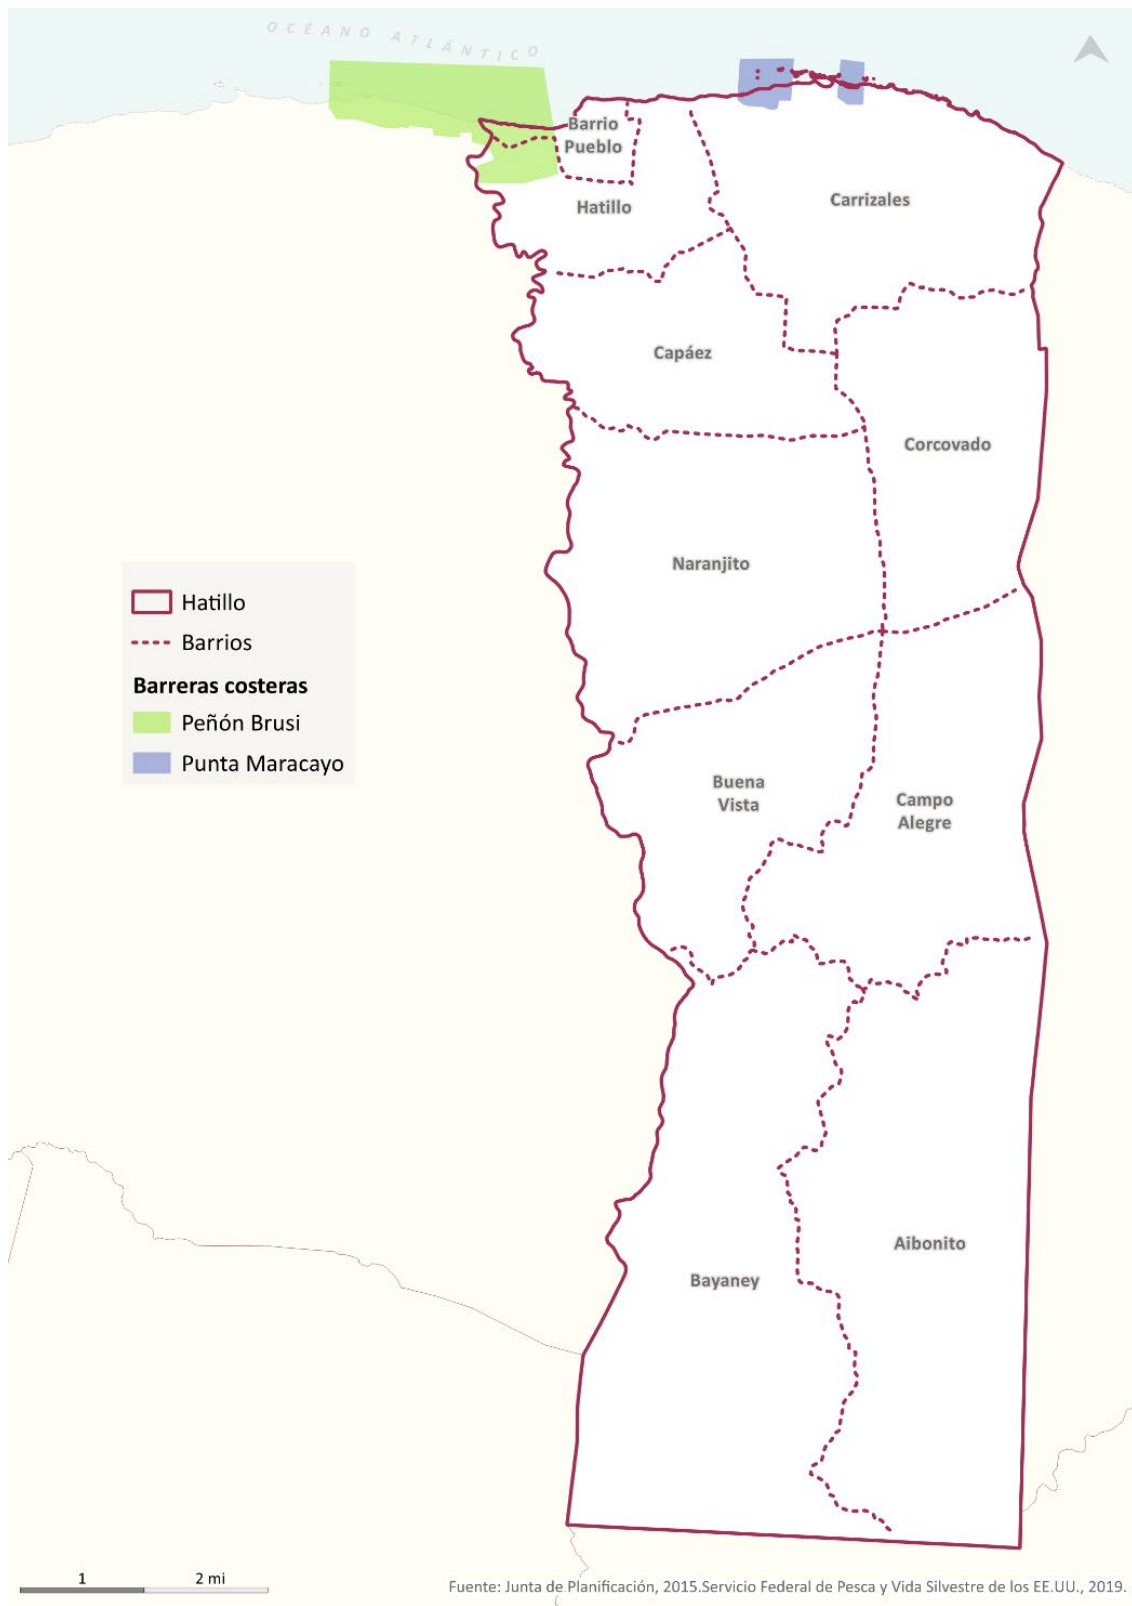 OCÉANO ATLÁNTICO
Barrio
Pueblo
Hatillo
Carrizales
Capáez
Corcovado
Naranjito
Hatillo
Barrios
Barreras costeras
Peñón Brusi
Punta Maracayo
Buena
Vista
Campo
Alegre
Aibonito
Bayaney
1 2 mi
Fuente: Junta de Planificación, 2015.Servicio Federal de Pesca y Vida Silvestre de los EE.UU., 2019.